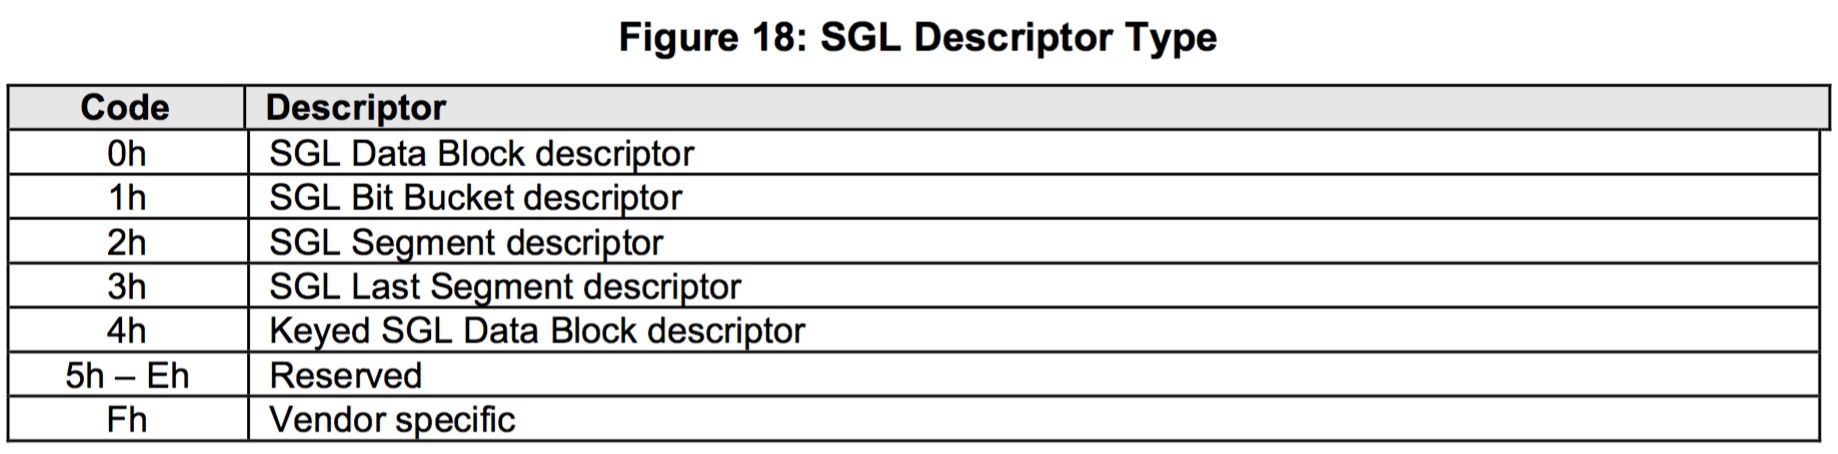 Figure 18: SGL Descriptor Type
Code Descriptor
0h SGL Data Block descriptor
1h SGL Bit Bucket descriptor
2h SGL Segment descriptor
3h SGL Last Segment descriptor
4h Keyed SGL Data Block descriptor
5h – Eh Reserved
Fh Vendor specific